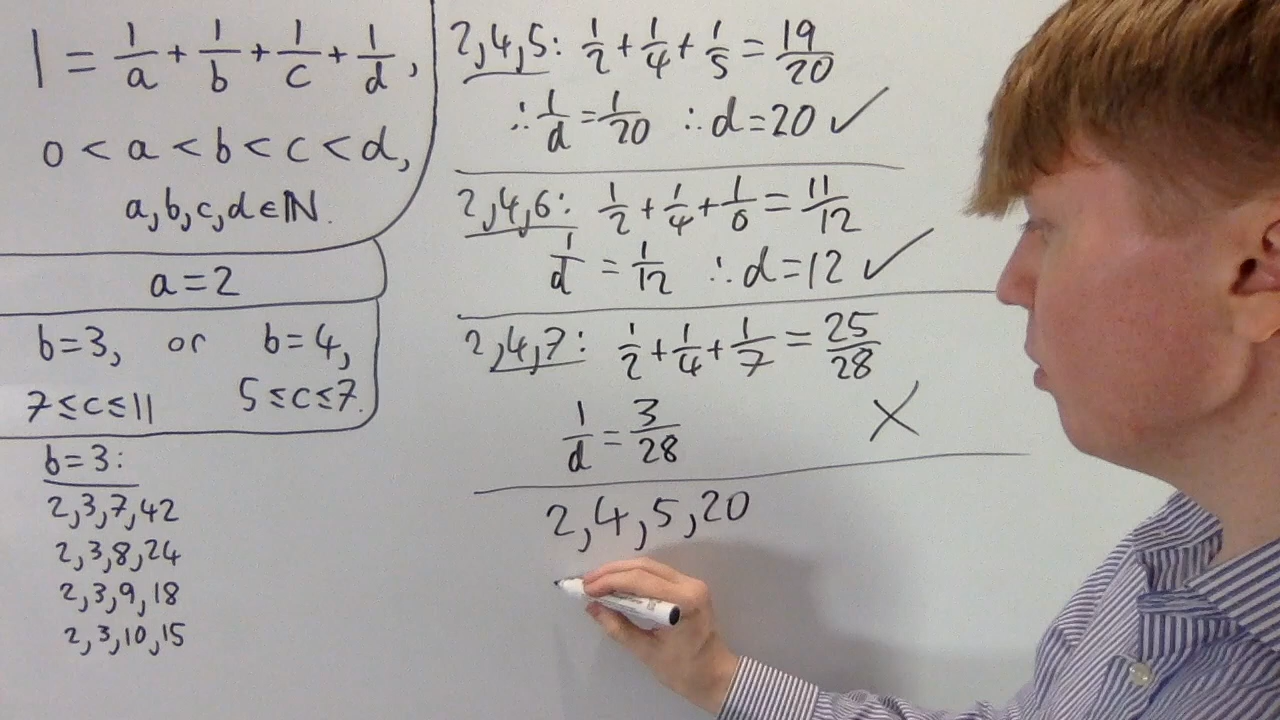 1 = 1/a + 1/b + 1/c + 1/d,
0 < a < b < c < d,
a,b,c,d ∈ ℕ.
a = 2
b = 3, or b = 4,
7 ≤ c ≤ 11 5 ≤ c ≤ 7.
b = 3:
2,3,7,42
2,3,8,24
2,3,9,18
2,3,10,15
2,4,5: 1/2 + 1/4 + 1/5 = 19/20
∴ 1/d = 1/20 ∴ d = 20 ✓
2,4,6: 1/2 + 1/4 + 1/6 = 11/12
1/d = 1/12 ∴ d = 12 ✓
2,4,7: 1/2 + 1/4 + 1/7 = 25/28
1/d = 3/28 X
2,4,5,20